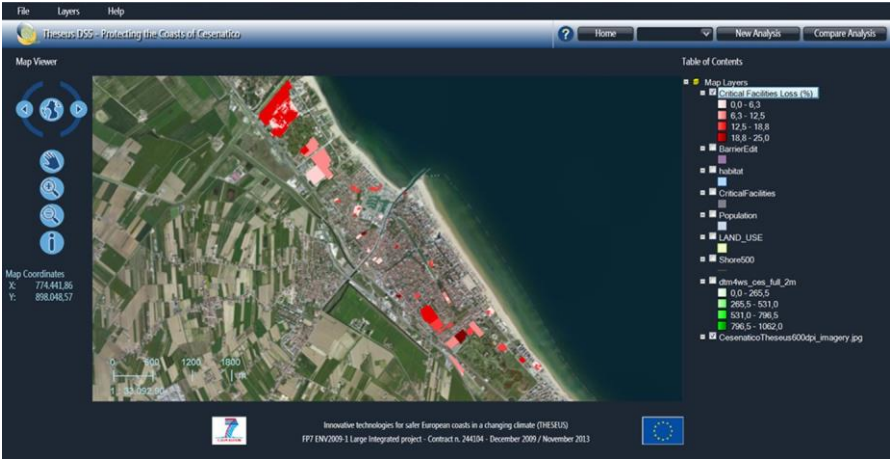 File Layers Help
Theseus DSS - Protecting the Coasts of Cesenatico
? Home New Analysis Compare Analysis
Map Viewer
Table of Contents
Map Layers
Critical Facilities Loss (%)
0,0 - 6,3
6,3 - 12,5
12,5 - 18,8
18,8 - 25,0
BarrierEdit
habitat
CriticalFacilities
Population
LAND_USE
Shore500
dtm4ws_ces_full_2m
0,0 - 265,5
265,5 - 531,0
531,0 - 796,5
796,5 - 1062,0
CesenaticoTheseus600dpi_imagery.jpg
Map Coordinates
X: 774.441,86
Y: 898.048,57
0 600 1200 1800
Innovative technologies for safer European coasts in a changing climate (THESEUS)
FP7 ENV2009-1 Large Integrated project - Contract n. 244104 - December 2009 / November 2013